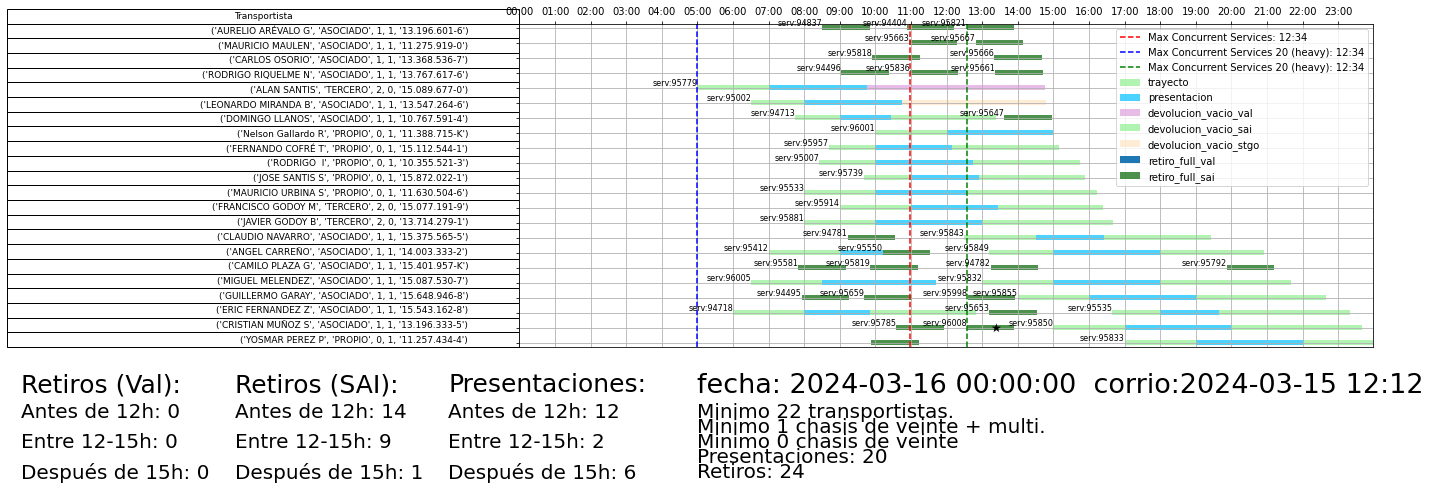 Transportista
00:00 01:00 02:00 03:00 04:00 05:00 06:00 07:00 08:00 09:00 10:00 11:00 12:00 13:00 14:00 15:00 16:00 17:00 18:00 19:00 20:00 21:00 22:00 23:00
('AURELIO ARÉVALO G', 'ASOCIADO', 1, 1, '13.196.601-6') serv:94837 serv:94404 serv:95821
('MAURICIO MAULEN', 'ASOCIADO', 1, 1, '11.275.919-0') serv:95663 serv:95667
('CARLOS OSORIO', 'ASOCIADO', 1, 1, '13.368.536-7') serv:95818 serv:95666
('RODRIGO RIQUELME N', 'ASOCIADO', 1, 1, '13.767.617-6') serv:94496 serv:95836 serv:95661
('ALAN SANTIS', 'TERCERO', 2, 0, '15.089.677-0') serv:95779
('LEONARDO MIRANDA B', 'ASOCIADO', 1, 1, '13.547.264-6') serv:95002
('DOMINGO LLANOS', 'ASOCIADO', 1, 1, '10.767.591-4') serv:94713 serv:95647
('Nelson Gallardo R', 'PROPIO', 0, 1, '11.388.715-K') serv:96001
('FERNANDO COFRÉ T', 'PROPIO', 0, 1, '15.112.544-1') serv:95957
('RODRIGO  I', 'PROPIO', 0, 1, '10.355.521-3') serv:95007
('JOSE SANTIS S', 'PROPIO', 0, 1, '15.872.022-1') serv:95739
('MAURICIO URBINA S', 'PROPIO', 0, 1, '11.630.504-6') serv:95533
('FRANCISCO GODOY M', 'TERCERO', 2, 0, '15.077.191-9') serv:95914
('JAVIER GODOY B', 'TERCERO', 2, 0, '13.714.279-1') serv:95881
('CLAUDIO NAVARRO', 'ASOCIADO', 1, 1, '15.375.565-5') serv:94781 serv:95843
('ANGEL CARREÑO', 'ASOCIADO', 1, 1, '14.003.333-2') serv:95412 serv:95550 serv:95849
('CAMILO PLAZA G', 'ASOCIADO', 1, 1, '15.401.957-K') serv:95581 serv:95819 serv:94782 serv:95792
('MIGUEL MELENDEZ', 'ASOCIADO', 1, 1, '15.087.530-7') serv:96005 serv:95832
('GUILLERMO GARAY', 'ASOCIADO', 1, 1, '15.648.946-8') serv:94495 serv:95659 serv:95998 serv:95855
('ERIC FERNANDEZ Z', 'ASOCIADO', 1, 1, '15.543.162-8') serv:94718 serv:95653 serv:95635
('CRISTIAN MUÑOZ S', 'ASOCIADO', 1, 1, '13.196.333-5') serv:95785 serv:96008 serv:95850
('YOSMAR PEREZ P', 'PROPIO', 0, 1, '11.257.434-4') serv:95833
Max Concurrent Services: 12:34
Max Concurrent Services 20 (heavy): 12:34
Max Concurrent Services 20 (heavy): 12:34
trayecto
presentacion
devolucion_vacio_val
devolucion_vacio_sai
devolucion_vacio_stgo
retiro_full_val
retiro_full_sai
Retiros (Val):
Antes de 12h: 0
Entre 12-15h: 0
Después de 15h: 0
Retiros (SAI):
Antes de 12h: 14
Entre 12-15h: 9
Después de 15h: 1
Presentaciones:
Antes de 12h: 12
Entre 12-15h: 2
Después de 15h: 6
fecha: 2024-03-16 00:00:00  corrio:2024-03-15 12:12
Minimo 22 transportistas.
Minimo 1 chasis de veinte + multi.
Minimo 0 chasis de veinte
Presentaciones: 20
Retiros: 24